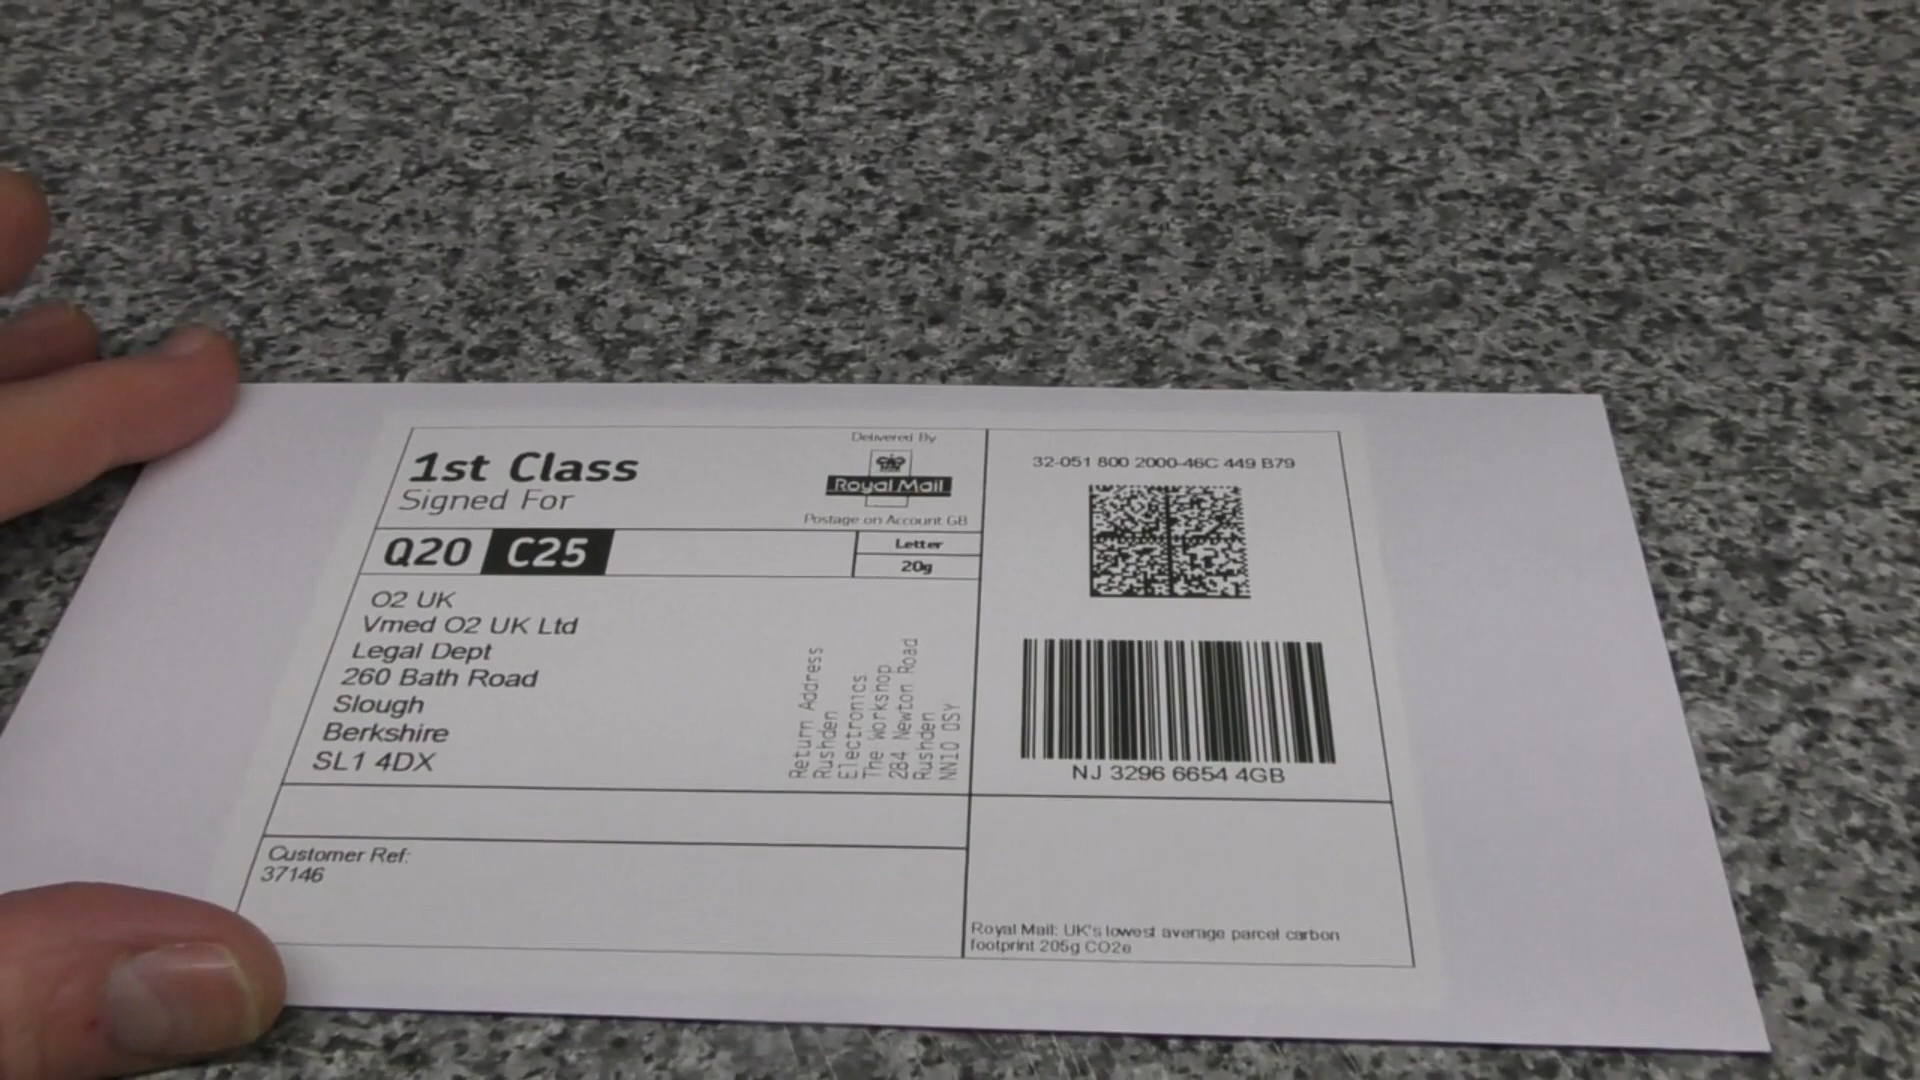 1st Class
Signed For
Delivered By
Royal Mail
Postage on Account GB
Q20 C25
Letter
20g
O2 UK
Vmed O2 UK Ltd
Legal Dept
260 Bath Road
Slough
Berkshire
SL1 4DX
Return Address
Rushden
Electronics
The Workshop
284 Newton Road
Rushden
NN10 0SY
Customer Ref:
37146
32-051 800 2000-46C 449 B79
NJ 3296 6654 4GB
Royal Mail: UK's lowest average parcel carbon
footprint 205g CO2e